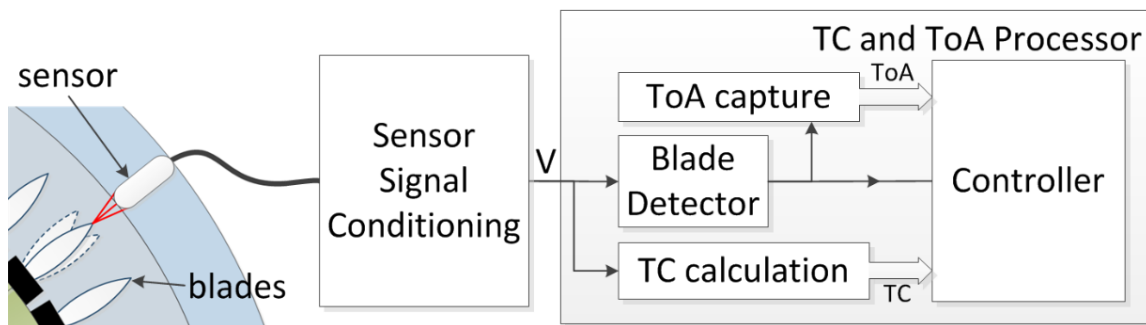 TC and ToA Processor
sensor
ToA
ToA capture
Sensor
Signal
Conditioning
V
Blade
Detector
Controller
TC calculation
TC
blades